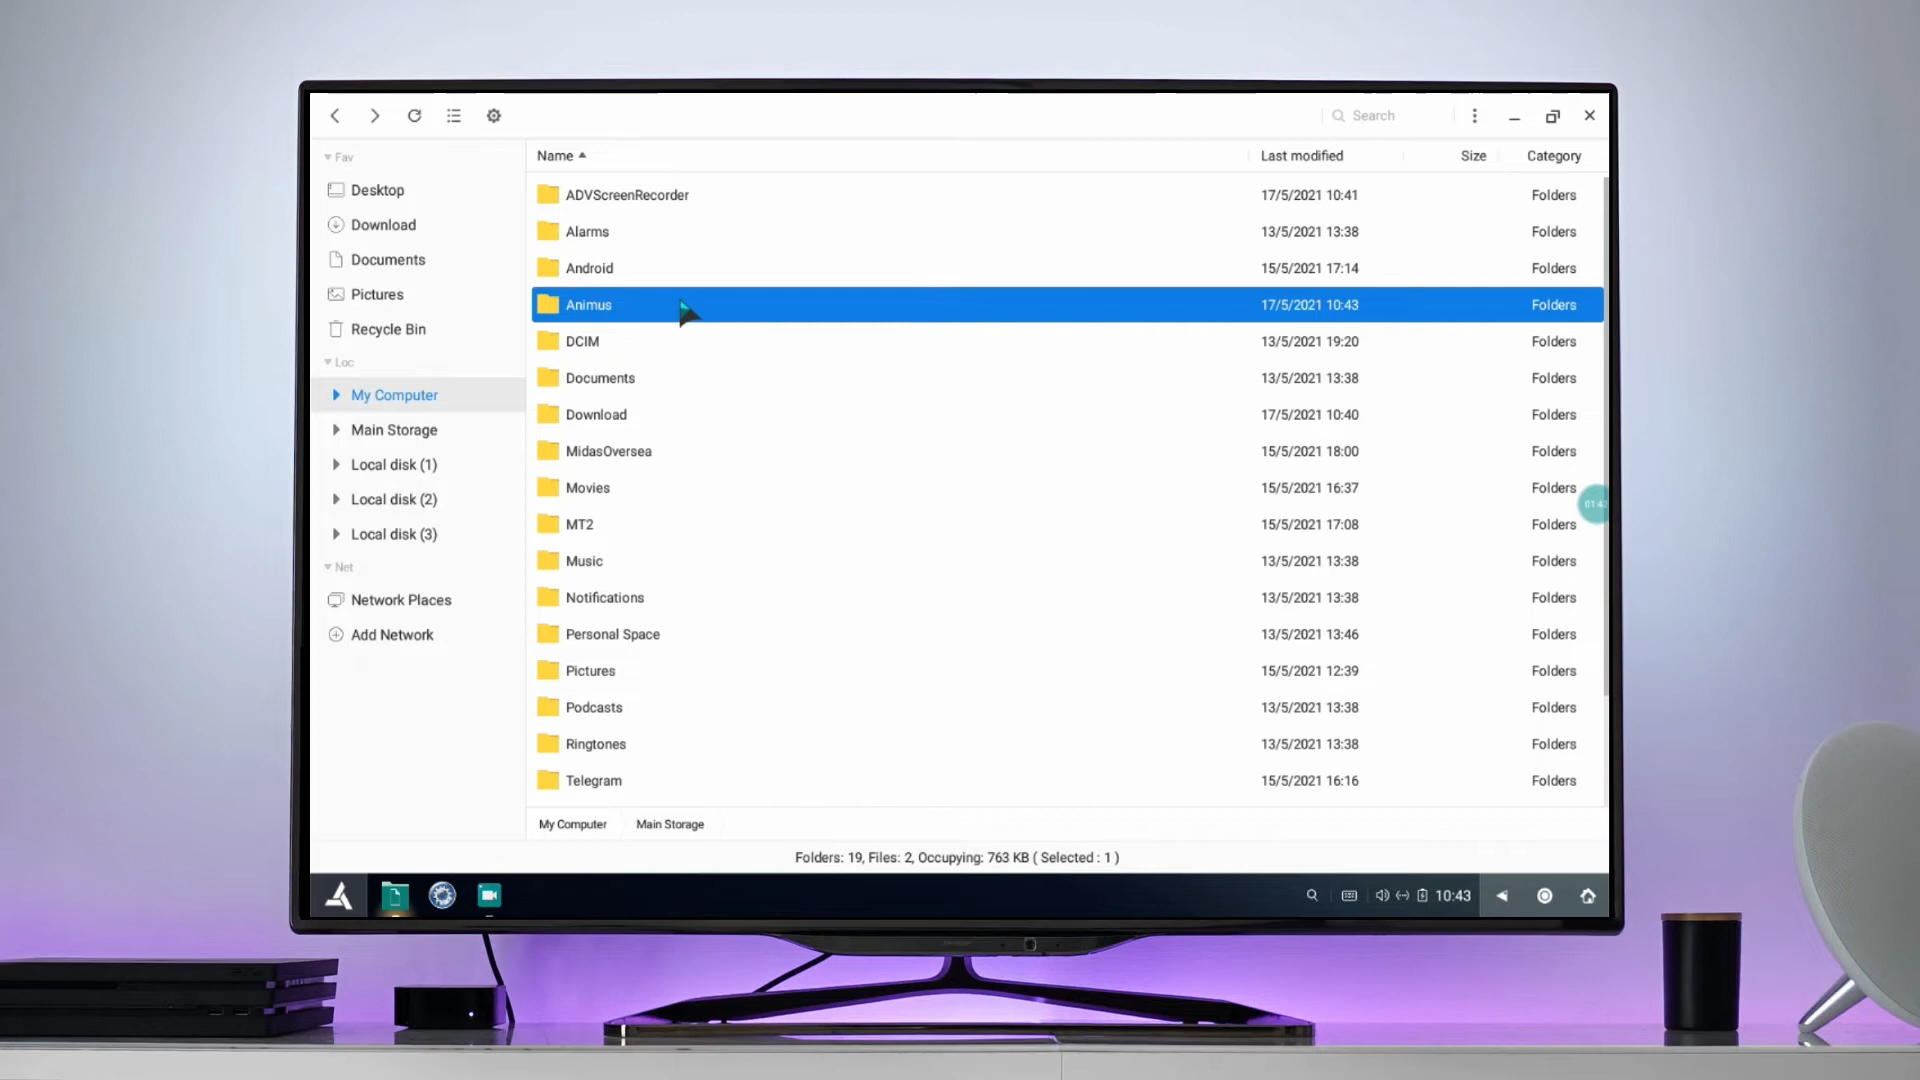 Search
Fav
Desktop
Download
Documents
Pictures
Recycle Bin
Loc
My Computer
Main Storage
Local disk (1)
Local disk (2)
Local disk (3)
Net
Network Places
Add Network
Name Last modified Size Category
ADVScreenRecorder 17/5/2021 10:41 Folders
Alarms 13/5/2021 13:38 Folders
Android 15/5/2021 17:14 Folders
Animus 17/5/2021 10:43 Folders
DCIM 13/5/2021 19:20 Folders
Documents 13/5/2021 13:38 Folders
Download 17/5/2021 10:40 Folders
MidasOversea 15/5/2021 18:00 Folders
Movies 15/5/2021 16:37 Folders
MT2 15/5/2021 17:08 Folders
Music 13/5/2021 13:38 Folders
Notifications 13/5/2021 13:38 Folders
Personal Space 13/5/2021 13:46 Folders
Pictures 15/5/2021 12:39 Folders
Podcasts 13/5/2021 13:38 Folders
Ringtones 13/5/2021 13:38 Folders
Telegram 15/5/2021 16:16 Folders
My Computer Main Storage
Folders: 19, Files: 2, Occupying: 763 KB ( Selected : 1 )
10:43